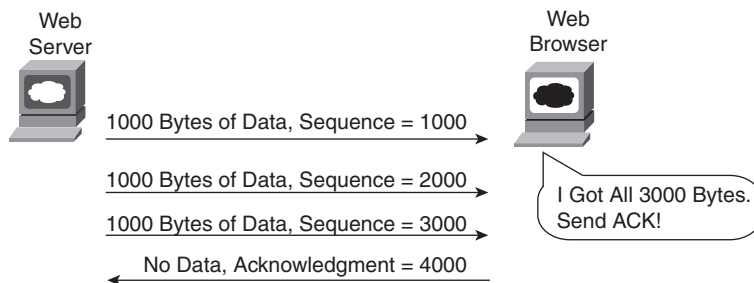 Web
Server
Web
Browser
1000 Bytes of Data, Sequence = 1000
1000 Bytes of Data, Sequence = 2000
1000 Bytes of Data, Sequence = 3000
No Data, Acknowledgment = 4000
I Got All 3000 Bytes.
Send ACK!